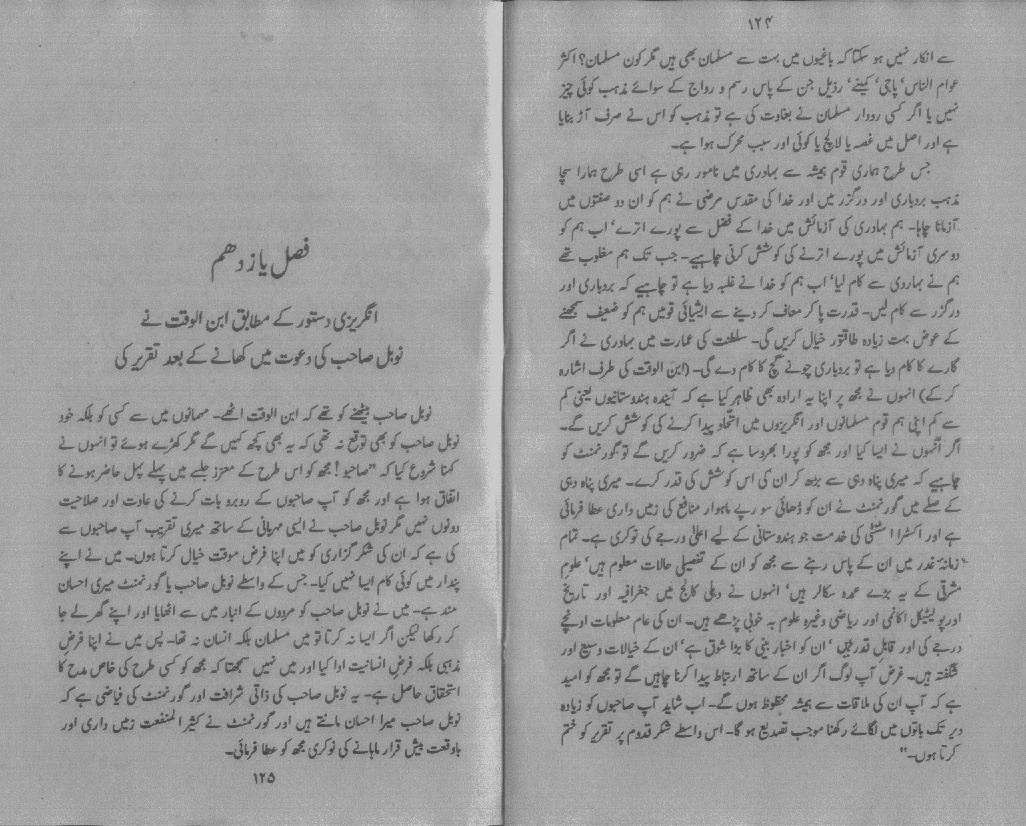 ۱۲۴
سے انکار نہیں ہو سکتا کہ باغیوں میں بہت سے مسلمان بھی ہیں مگر کون مسلمان؟ اکثر
عوام الناس‘ پاجی‘ کمینے‘ رذیل جن کے پاس رسم و رواج کے سوائے مذہب کوئی چیز
نہیں یا اگر کسی رودار مسلمان نے بغاوت کی ہے تو مذہب کو اس نے صرف آڑ بنایا
ہے اور اصل میں غصہ یا لالچ یا کوئی اور سبب محرک ہوا ہے۔
جس طرح ہماری قوم ہمیشہ سے بہادری میں نامور رہی ہے اسی طرح ہمارا سچا
مذہب بردباری اور درگزر میں اور خدا کی مقدس مرضی نے ہم کو ان دو صفتوں میں
آزمانا چاہا۔ ہم بہادری کی آزمائش میں خدا کے فضل سے پورے اترے‘ اب ہم کو
دوسری آزمائش میں پورے اترنے کی کوشش کرنی چاہیے۔ جب تک ہم مغلوب تھے
ہم نے بہادری سے کام لیا‘ اب ہم کو خدا نے غلبہ دیا ہے تو چاہیے کہ بردباری اور
درگزر سے کام لیں۔ قدرت پا کر معاف کر دینے سے ایشیائی قومیں ہم کو ضعیف سمجھنے
کے عوض بہت زیادہ طاقتور خیال کریں گی۔ سلطنت کی عمارت میں بہادری نے اگر
گارے کا کام دیا ہے تو بردباری چونے گچ کا کام دے گی۔ (ابن الوقت کی طرف اشارہ
کر کے) انہوں نے مجھ پر اپنا یہ ارادہ بھی ظاہر کیا ہے کہ آیندہ ہندوستانیوں یعنی کم
سے کم اپنی ہم قوم مسلمانوں اور انگریزوں میں اتحاد پیدا کرنے کی کوشش کریں گے۔
اگر انہوں نے ایسا کیا اور مجھ کو پورا بھروسا ہے کہ ضرور کریں گے تو گورنمنٹ کو
چاہیے کہ میری پناہ دہی سے بڑھ کر ان کی اس کوشش کی قدر کرے۔ میری پناہ دہی
کے صلے میں گورنمنٹ نے ان کو ڈھائی سو رپے ماہوار منافع کی زمیں داری عطا فرمائی
ہے اور اکسٹرا اسسٹنٹی کی خدمت جو ہندوستانی کے لیے اعلیٰ درجے کی نوکری ہے۔ تمام
زمانۂ غدر میں ان کے پاس رہنے سے مجھ کو ان کے تفصیلی حالات معلوم ہیں‘ علوم
مشرقی کے یہ بڑے عمدہ سکالر ہیں‘ انہوں نے دہلی کالج میں جغرافیہ اور تاریخ
اور پولیٹیکل اکانمی اور ریاضی وغیرہ علوم بہ خوبی پڑھے ہیں۔ ان کی عام معلومات اونچے
درجے کی اور قابل قدر ہیں‘ ان کو اخبار بینی کا بڑا شوق ہے‘ ان کے خیالات وسیع اور
شگفتہ ہیں۔ غرض آپ لوگ اگر ان کے ساتھ ارتباط پیدا کرنا چاہیں گے تو مجھ کو امید
ہے کہ آپ ان کی ملاقات سے ہمیشہ محظوظ ہوں گے۔ اب شاید آپ صاحبوں کو زیادہ
دیر تک باتوں میں لگائے رکھنا موجب تصدیع ہو گا۔ اس واسطے شکر قدوم پر تقریر کو ختم
کرتا ہوں۔"
فصل یازدہم
انگریزی دستور کے مطابق ابن الوقت نے
نوبل صاحب کی دعوت میں کھانے کے بعد تقریر کی
نوبل صاحب بیٹھنے کو تھے کہ ابن الوقت اٹھے۔ مہمانوں میں سے کسی کو بلکہ خود
نوبل صاحب کو بھی توقع نہ تھی کہ یہ بھی کچھ کہیں گے مگر کھڑے ہوئے تو انہوں نے
کہنا شروع کیا کہ "صاحبو! مجھ کو اس طرح کے معزز جلسے میں پہلے پہل حاضر ہونے کا
اتفاق ہوا ہے اور مجھ کو آپ صاحبوں کے روبرو بات کرنے کی عادت اور صلاحیت
دونوں نہیں مگر نوبل صاحب نے ایسی مہربانی کے ساتھ میری تقریب آپ صاحبوں سے
کی ہے کہ ان کی شکر گزاری کو میں اپنا فرض موقت خیال کرتا ہوں۔ میں نے اپنے
پندار میں کوئی کام ایسا نہیں کیا۔ جس کے واسطے نوبل صاحب یا گورنمنٹ میری احسان
مند ہے۔ میں نے نوبل صاحب کو مردوں کے انبار میں سے اٹھایا اور اپنے گھر لے جا
کر رکھا لیکن اگر ایسا نہ کرتا تو میں مسلمان بلکہ انسان نہ تھا۔ پس میں نے اپنا فرض
مذہبی بلکہ فرض انسانیت ادا کیا اور میں نہیں سمجھتا کہ مجھ کو کسی طرح کی خاص مدح کا
استحقاق حاصل ہے۔ یہ نوبل صاحب کی ذاتی شرافت اور گورنمنٹ کی فیاضی ہے کہ
نوبل صاحب میرا احسان مانتے ہیں اور گورنمنٹ نے کثیر المنفعت زمیں داری اور
باوقعت بیش قرار ماہانے کی نوکری مجھ کو عطا فرمائی۔
۱۲۵